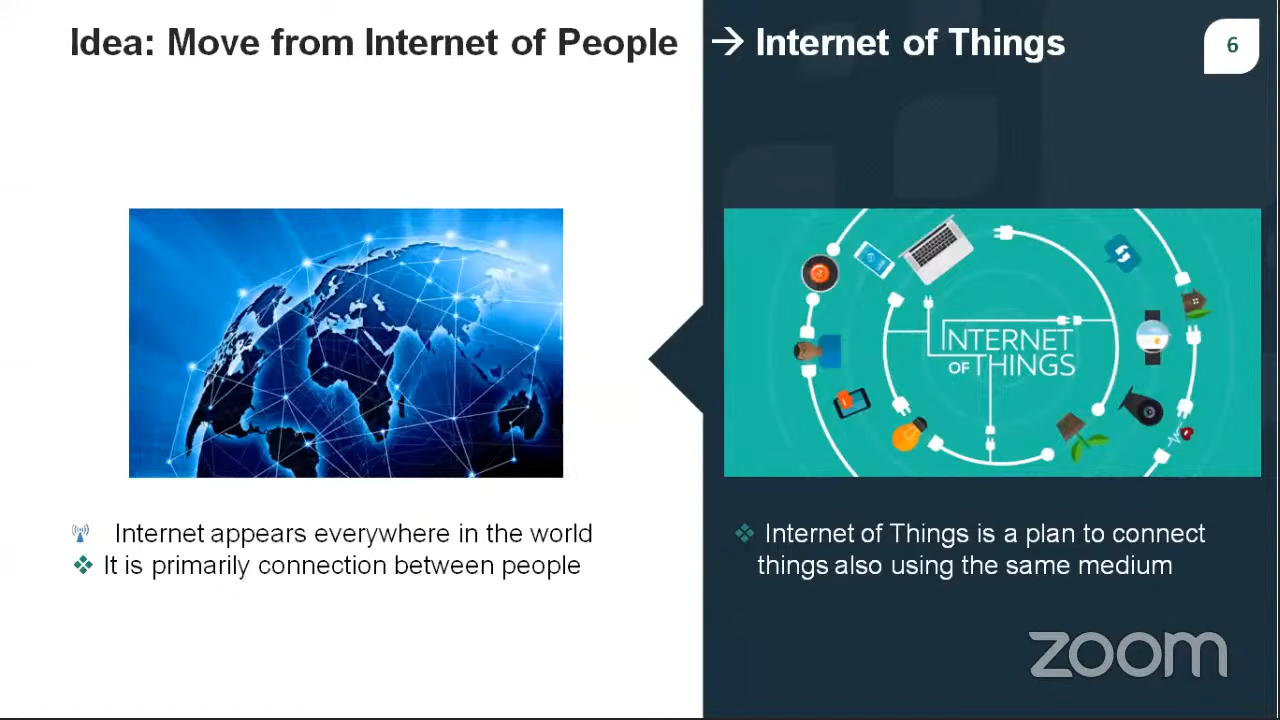 Idea: Move from Internet of People → Internet of Things
6
INTERNET
OF THINGS
Internet appears everywhere in the world
It is primarily connection between people
Internet of Things is a plan to connect
things also using the same medium
zoom